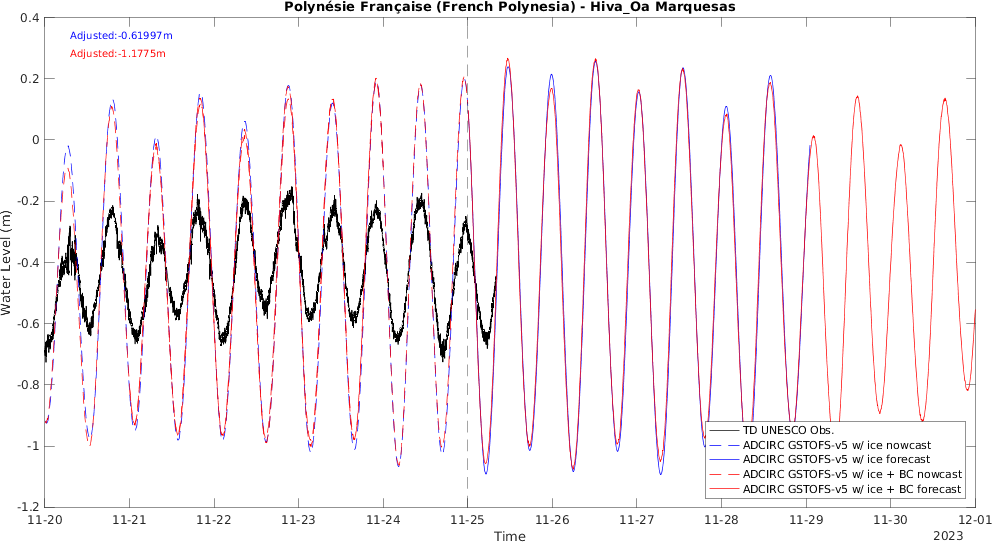 Polynésie Française (French Polynesia) - Hiva_Oa Marquesas
Adjusted:-0.61997m
Adjusted:-1.1775m
Water Level (m)
0.4
0.2
0
-0.2
-0.4
-0.6
-0.8
-1
-1.2
TD UNESCO Obs.
ADCIRC GSTOFS-v5 w/ ice nowcast
ADCIRC GSTOFS-v5 w/ ice forecast
ADCIRC GSTOFS-v5 w/ ice + BC nowcast
ADCIRC GSTOFS-v5 w/ ice + BC forecast
11-20 11-21 11-22 11-23 11-24 11-25 11-26 11-27 11-28 11-29 11-30 12-01
Time
2023